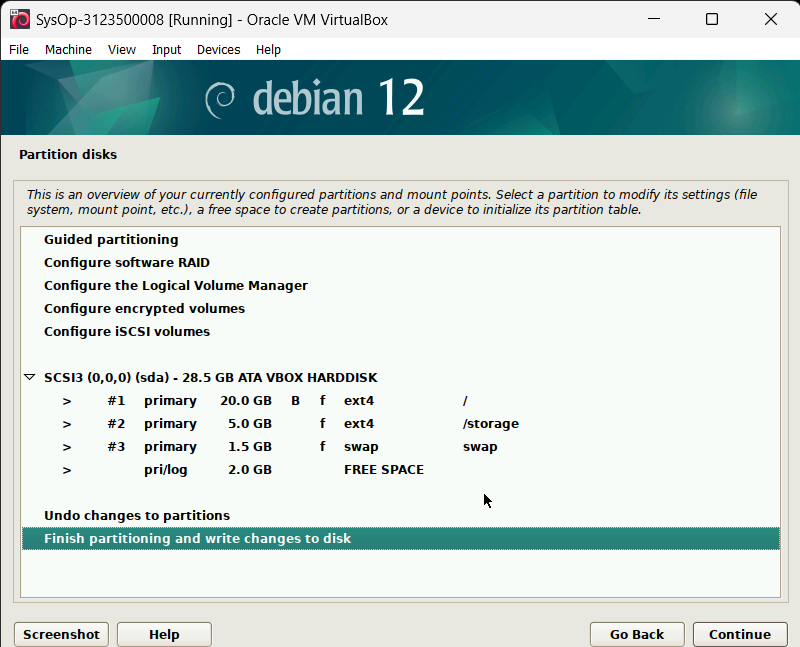 SysOp-3123500008 [Running] - Oracle VM VirtualBox
File Machine View Input Devices Help
debian 12
Partition disks
This is an overview of your currently configured partitions and mount points. Select a partition to modify its settings (file
system, mount point, etc.), a free space to create partitions, or a device to initialize its partition table.
Guided partitioning
Configure software RAID
Configure the Logical Volume Manager
Configure encrypted volumes
Configure iSCSI volumes
SCSI3 (0,0,0) (sda) - 28.5 GB ATA VBOX HARDDISK
> #1 primary 20.0 GB B f ext4 /
> #2 primary 5.0 GB f ext4 /storage
> #3 primary 1.5 GB f swap swap
> pri/log 2.0 GB FREE SPACE
Undo changes to partitions
Finish partitioning and write changes to disk
Screenshot Help Go Back Continue